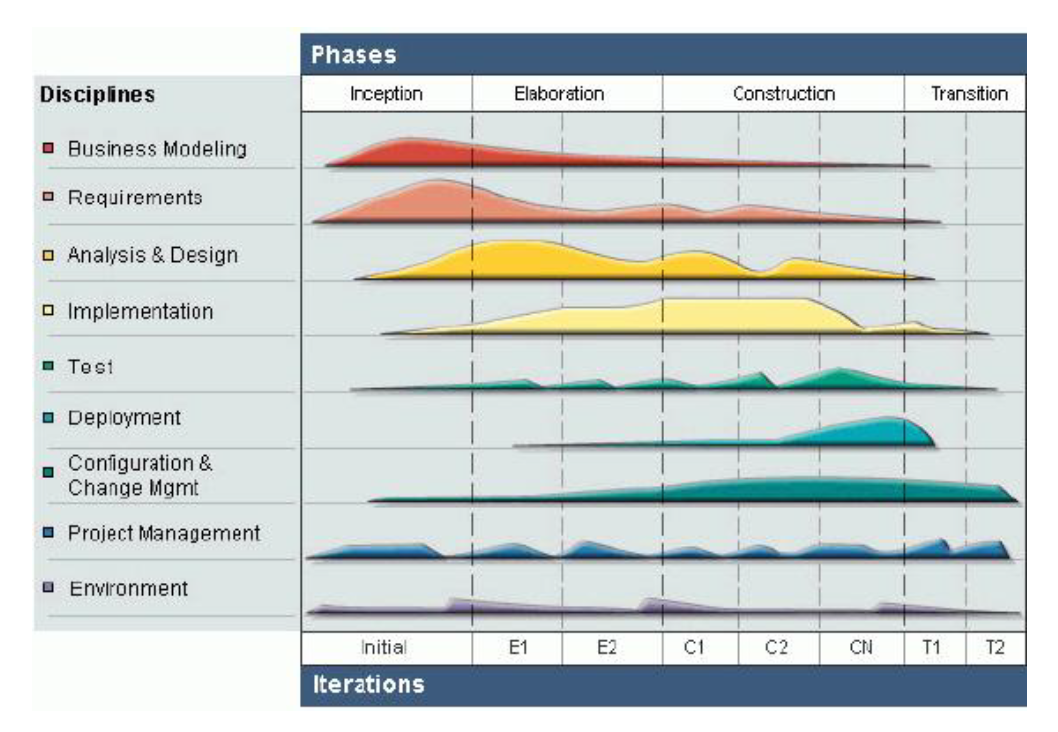 Phases
Disciplines
Inception
Elaboration
Construction
Transition
Business Modeling
Requirements
Analysis & Design
Implementation
Test
Deployment
Configuration &
Change Mgmt
Project Management
Environment
Initial
E1
E2
C1
C2
CN
T1
T2
Iterations